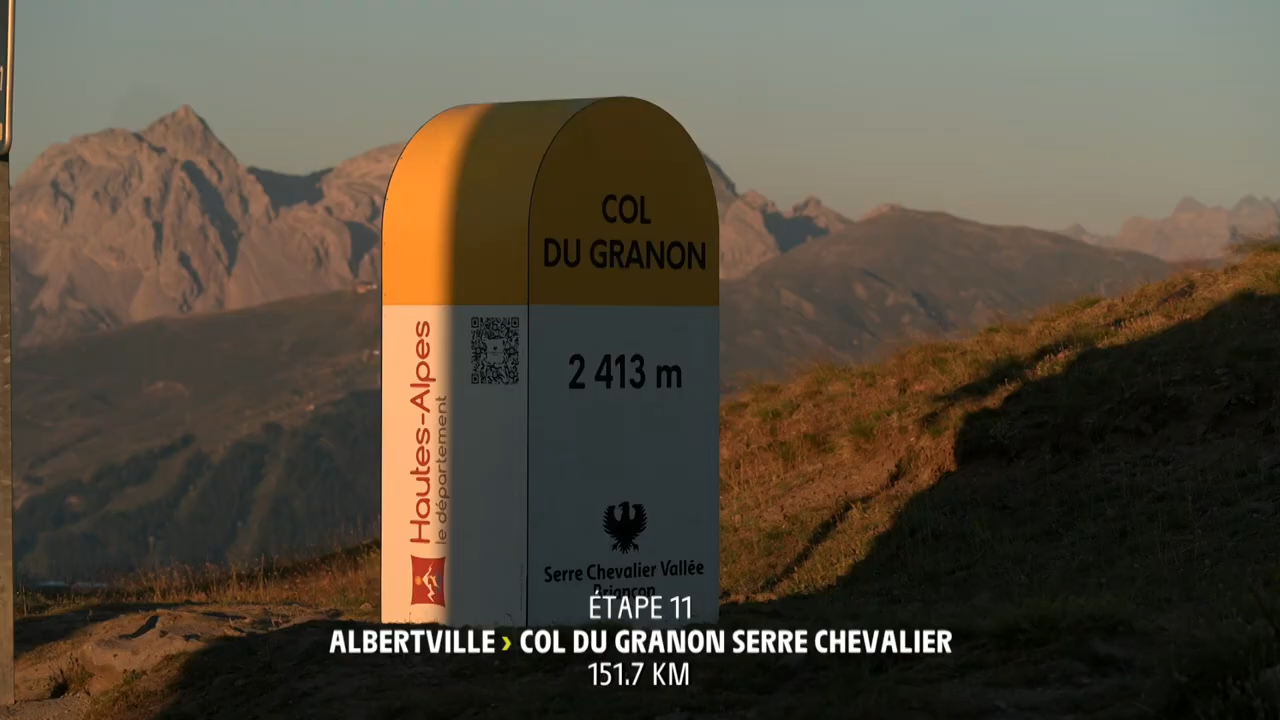 COL
DU GRANON
2 413 m
Hautes-Alpes
le département
Serre Chevalier Vallée
Briançon
ÉTAPE 11
ALBERTVILLE › COL DU GRANON SERRE CHEVALIER
151.7 KM